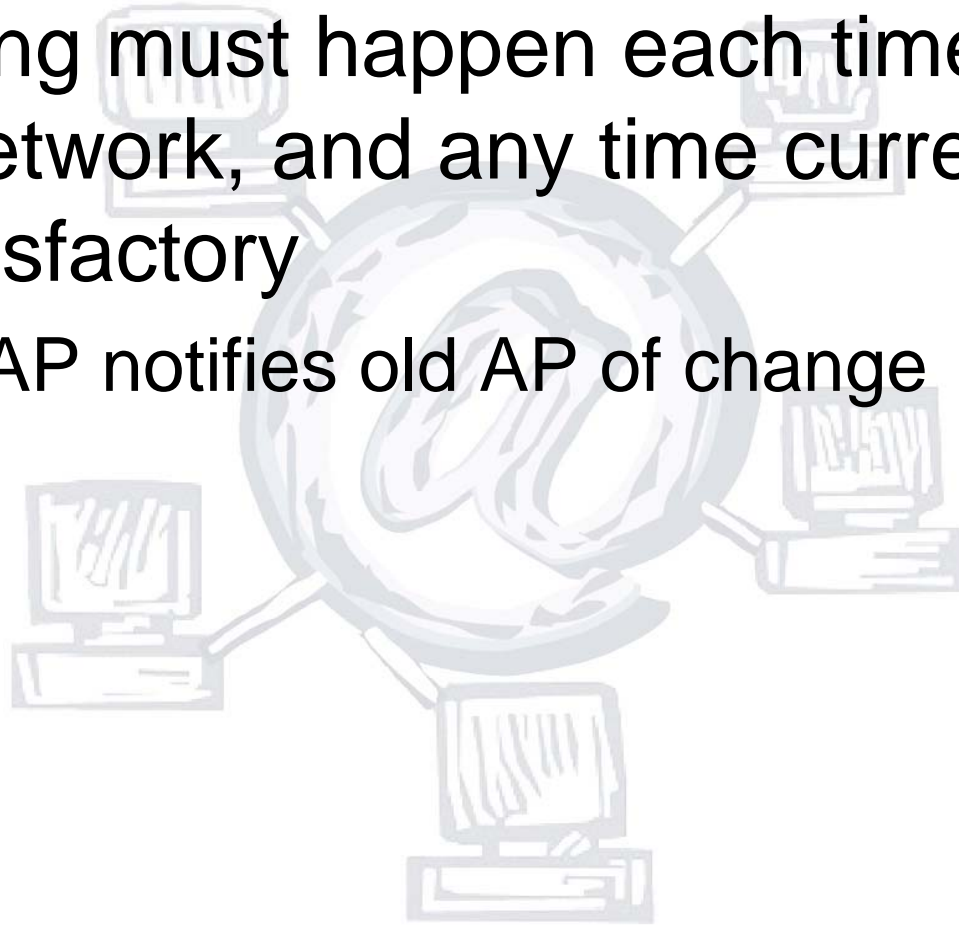 ng must happen each time
etwork, and any time curre
sfactory
AP notifies old AP of change